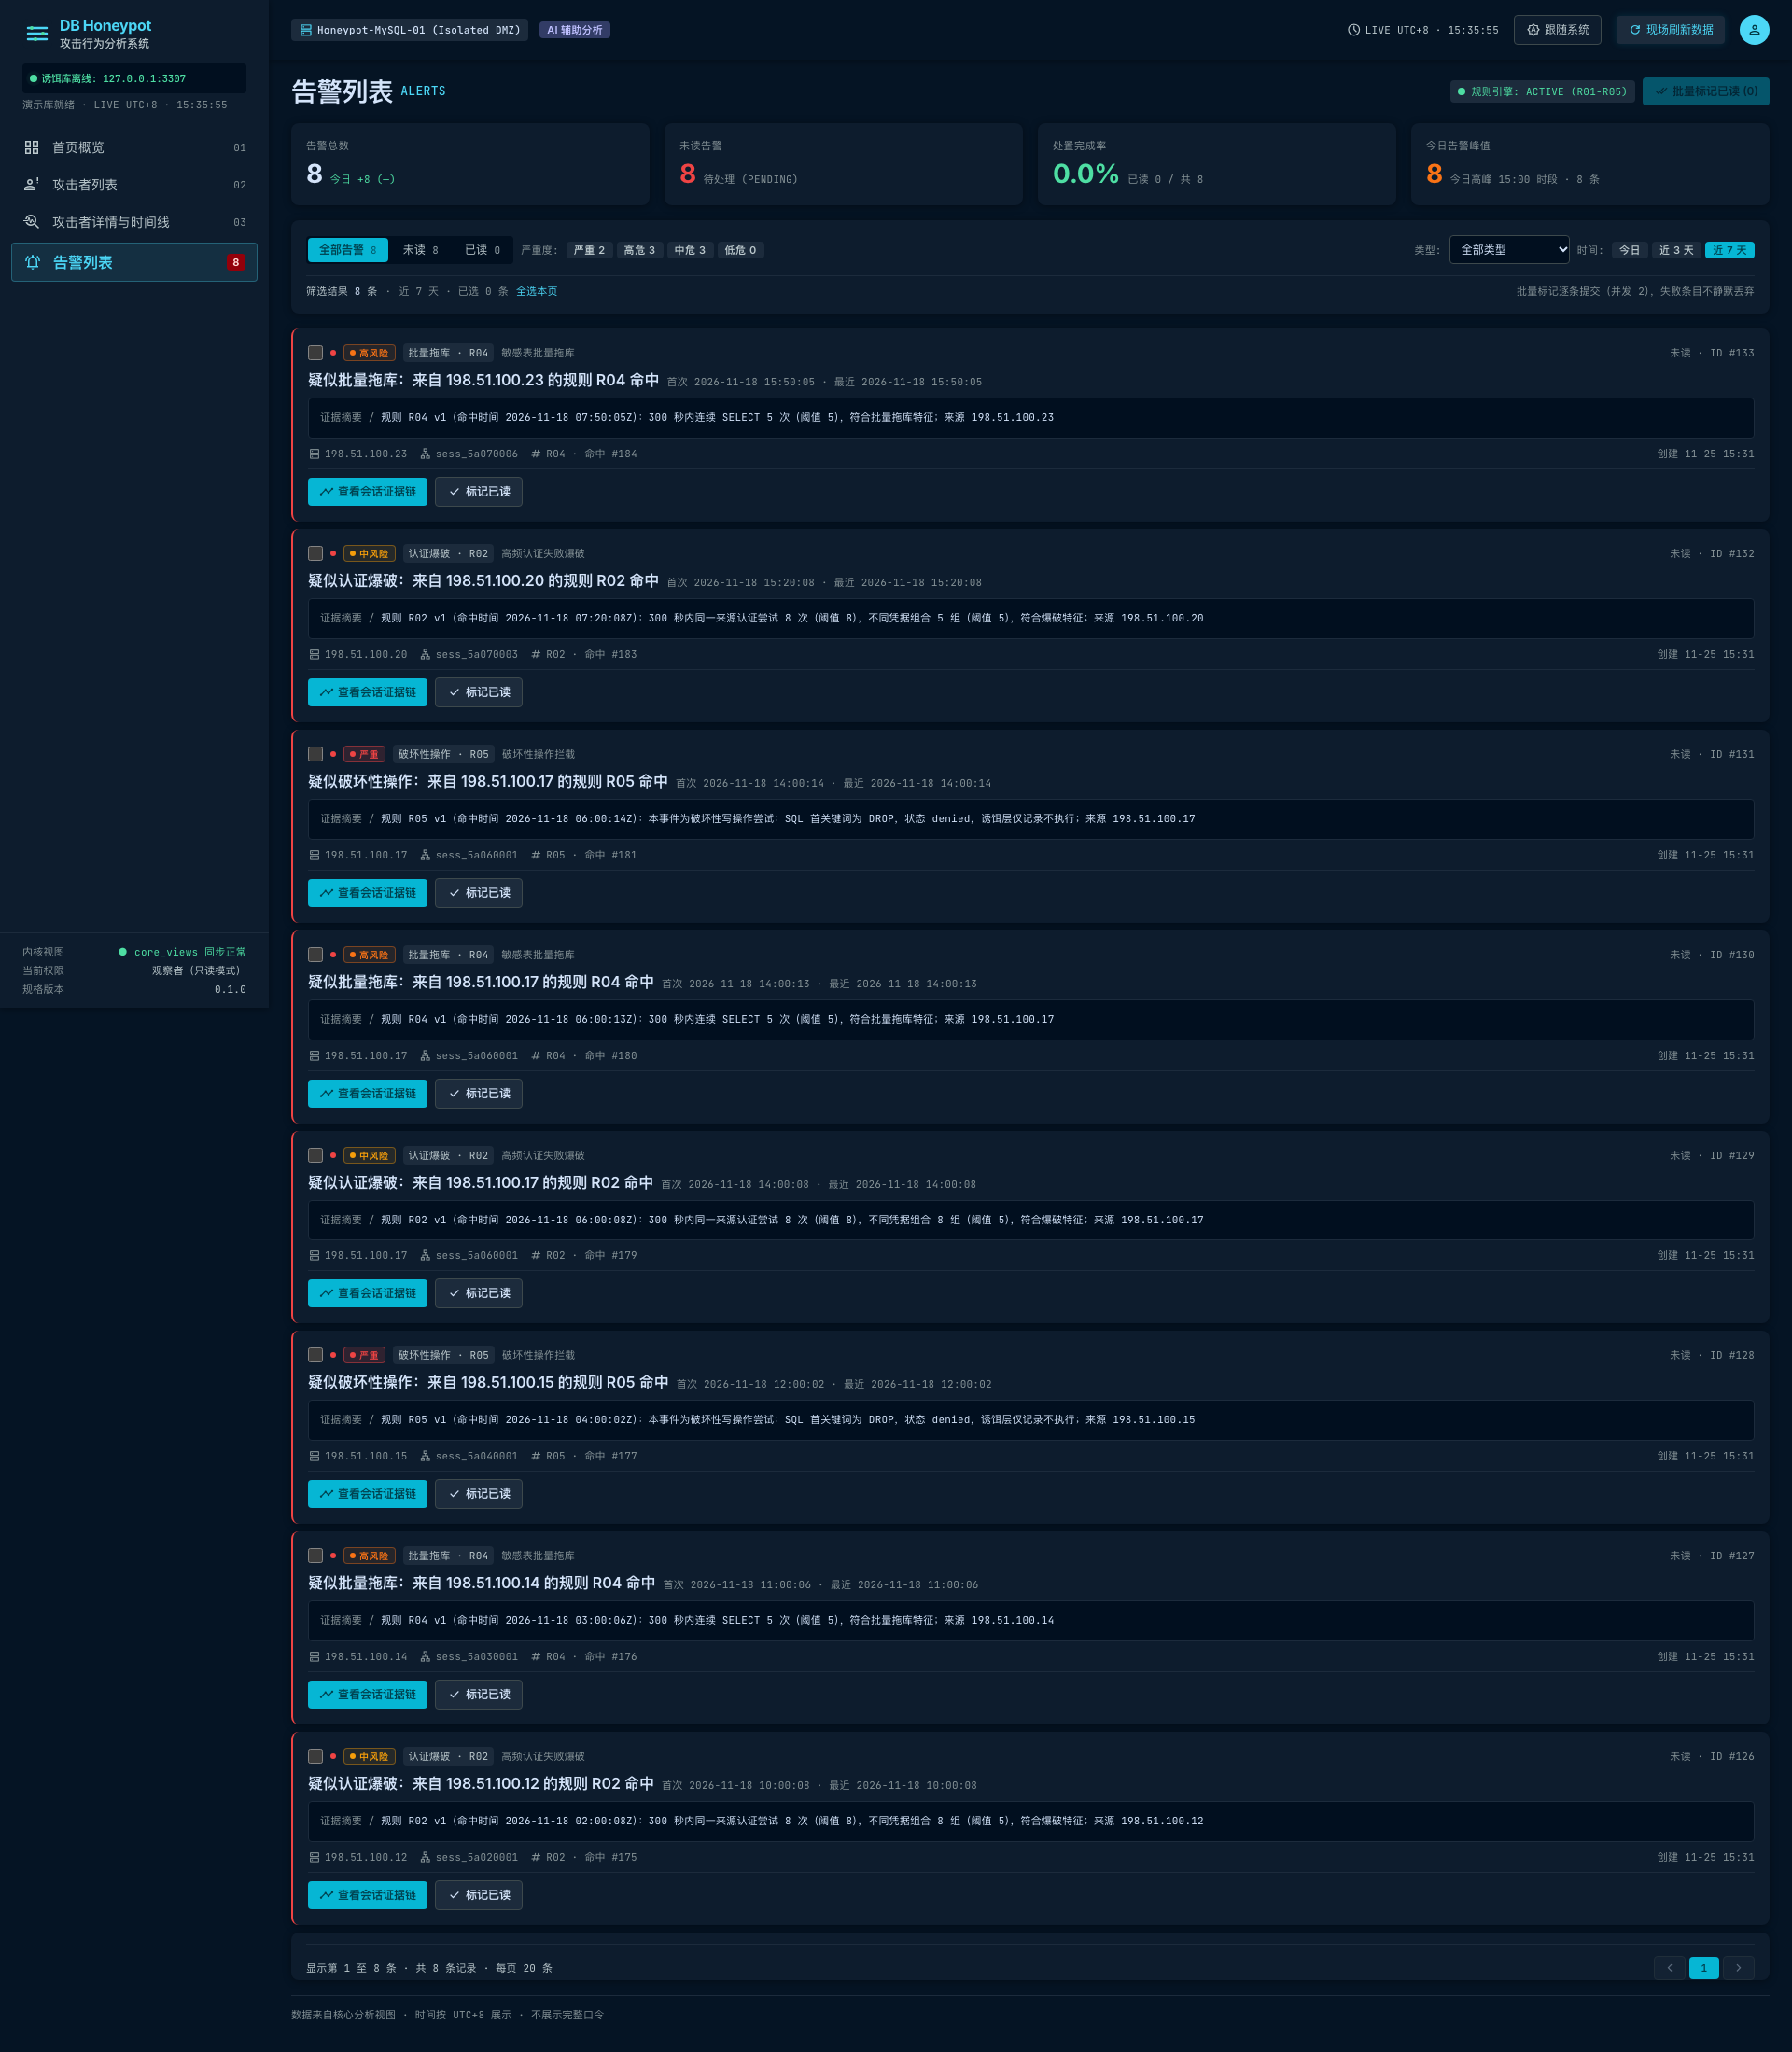 DB Honeypot
攻击行为分析系统
诱饵库离线: 127.0.0.1:3307
演示库就绪 · LIVE UTC+8 · 15:35:55
首页概览 01
攻击者列表 02
攻击者详情与时间线 03
告警列表 8
内核视图 core_views 同步正常
当前权限 观察者 (只读模式)
规格版本 0.1.0
Honeypot-MySQL-01 (Isolated DMZ) AI 辅助分析
LIVE UTC+8 · 15:35:55 跟随系统 现场刷新数据
告警列表 ALERTS
规则引擎: ACTIVE (R01-R05) 批量标记已读 (0)
告警总数
8 今日 +8 (—)
未读告警
8 待处理 (PENDING)
处置完成率
0.0% 已读 0 / 共 8
今日告警峰值
8 今日高峰 15:00 时段 · 8 条
全部告警 8 未读 8 已读 0 严重度: 严重 2 高危 3 中危 3 低危 0 类型: 全部类型 时间: 今日 近 3 天 近 7 天
筛选结果 8 条 · 近 7 天 · 已选 0 条 全选本页 批量标记逐条提交 (并发 2), 失败条目不静默丢弃
高风险 批量拖库 · R04 敏感表批量拖库 未读 · ID #133
疑似批量拖库：来自 198.51.100.23 的规则 R04 命中 首次 2026-11-18 15:50:05 · 最近 2026-11-18 15:50:05
证据摘要 / 规则 R04 v1（命中时间 2026-11-18 07:50:05Z）：300 秒内连续 SELECT 5 次（阈值 5），符合批量拖库特征；来源 198.51.100.23
198.51.100.23 sess_5a070006 # R04 · 命中 #184 创建 11-25 15:31
查看会话证据链 标记已读
中风险 认证爆破 · R02 高频认证失败爆破 未读 · ID #132
疑似认证爆破：来自 198.51.100.20 的规则 R02 命中 首次 2026-11-18 15:20:08 · 最近 2026-11-18 15:20:08
证据摘要 / 规则 R02 v1（命中时间 2026-11-18 07:20:08Z）：300 秒内同一来源认证尝试 8 次（阈值 8），不同凭据组合 5 组（阈值 5），符合爆破特征；来源 198.51.100.20
198.51.100.20 sess_5a070003 # R02 · 命中 #183 创建 11-25 15:31
查看会话证据链 标记已读
严重 破坏性操作 · R05 破坏性操作拦截 未读 · ID #131
疑似破坏性操作：来自 198.51.100.17 的规则 R05 命中 首次 2026-11-18 14:00:14 · 最近 2026-11-18 14:00:14
证据摘要 / 规则 R05 v1（命中时间 2026-11-18 06:00:14Z）：本事件为破坏性写操作尝试：SQL 首关键词为 DROP，状态 denied，诱饵层仅记录不执行；来源 198.51.100.17
198.51.100.17 sess_5a060001 # R05 · 命中 #181 创建 11-25 15:31
查看会话证据链 标记已读
高风险 批量拖库 · R04 敏感表批量拖库 未读 · ID #130
疑似批量拖库：来自 198.51.100.17 的规则 R04 命中 首次 2026-11-18 14:00:13 · 最近 2026-11-18 14:00:13
证据摘要 / 规则 R04 v1（命中时间 2026-11-18 06:00:13Z）：300 秒内连续 SELECT 5 次（阈值 5），符合批量拖库特征；来源 198.51.100.17
198.51.100.17 sess_5a060001 # R04 · 命中 #180 创建 11-25 15:31
查看会话证据链 标记已读
中风险 认证爆破 · R02 高频认证失败爆破 未读 · ID #129
疑似认证爆破：来自 198.51.100.17 的规则 R02 命中 首次 2026-11-18 14:00:08 · 最近 2026-11-18 14:00:08
证据摘要 / 规则 R02 v1（命中时间 2026-11-18 06:00:08Z）：300 秒内同一来源认证尝试 8 次（阈值 8），不同凭据组合 8 组（阈值 5），符合爆破特征；来源 198.51.100.17
198.51.100.17 sess_5a060001 # R02 · 命中 #179 创建 11-25 15:31
查看会话证据链 标记已读
严重 破坏性操作 · R05 破坏性操作拦截 未读 · ID #128
疑似破坏性操作：来自 198.51.100.15 的规则 R05 命中 首次 2026-11-18 12:00:02 · 最近 2026-11-18 12:00:02
证据摘要 / 规则 R05 v1（命中时间 2026-11-18 04:00:02Z）：本事件为破坏性写操作尝试：SQL 首关键词为 DROP，状态 denied，诱饵层仅记录不执行；来源 198.51.100.15
198.51.100.15 sess_5a040001 # R05 · 命中 #177 创建 11-25 15:31
查看会话证据链 标记已读
高风险 批量拖库 · R04 敏感表批量拖库 未读 · ID #127
疑似批量拖库：来自 198.51.100.14 的规则 R04 命中 首次 2026-11-18 11:00:06 · 最近 2026-11-18 11:00:06
证据摘要 / 规则 R04 v1（命中时间 2026-11-18 03:00:06Z）：300 秒内连续 SELECT 5 次（阈值 5），符合批量拖库特征；来源 198.51.100.14
198.51.100.14 sess_5a030001 # R04 · 命中 #176 创建 11-25 15:31
查看会话证据链 标记已读
中风险 认证爆破 · R02 高频认证失败爆破 未读 · ID #126
疑似认证爆破：来自 198.51.100.12 的规则 R02 命中 首次 2026-11-18 10:00:08 · 最近 2026-11-18 10:00:08
证据摘要 / 规则 R02 v1（命中时间 2026-11-18 02:00:08Z）：300 秒内同一来源认证尝试 8 次（阈值 8），不同凭据组合 8 组（阈值 5），符合爆破特征；来源 198.51.100.12
198.51.100.12 sess_5a020001 # R02 · 命中 #175 创建 11-25 15:31
查看会话证据链 标记已读
显示第 1 至 8 条 · 共 8 条记录 · 每页 20 条 1
数据来自核心分析视图 · 时间按 UTC+8 展示 · 不展示完整口令